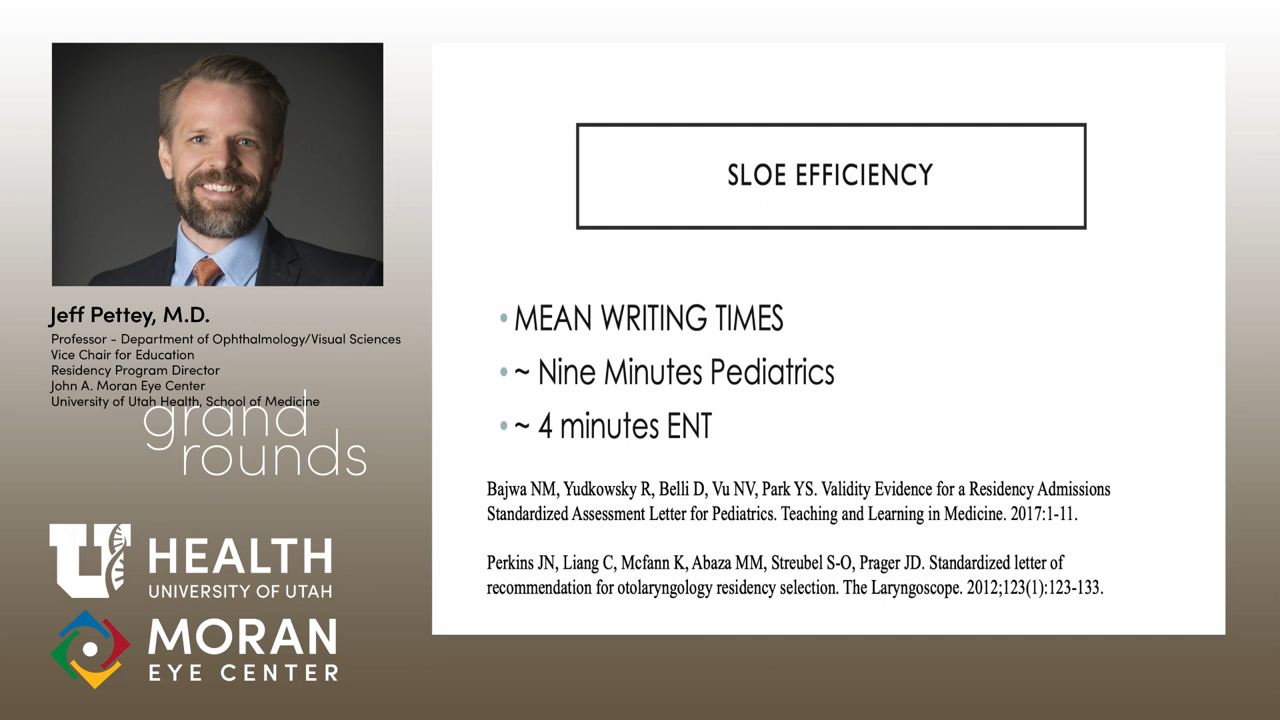 Jeff Pettey, M.D.
Professor - Department of Ophthalmology/Visual Sciences
Vice Chair for Education
Residency Program Director
John A. Moran Eye Center
University of Utah Health, School of Medicine
grand
rounds
U HEALTH
UNIVERSITY OF UTAH
MORAN
EYE CENTER
SLOE EFFICIENCY
• MEAN WRITING TIMES
• ~ Nine Minutes Pediatrics
• ~ 4 minutes ENT
Bajwa NM, Yudkowsky R, Belli D, Vu NV, Park YS. Validity Evidence for a Residency Admissions
Standardized Assessment Letter for Pediatrics. Teaching and Learning in Medicine. 2017:1-11.
Perkins JN, Liang C, Mcfann K, Abaza MM, Streubel S-O, Prager JD. Standardized letter of
recommendation for otolaryngology residency selection. The Laryngoscope. 2012;123(1):123-133.